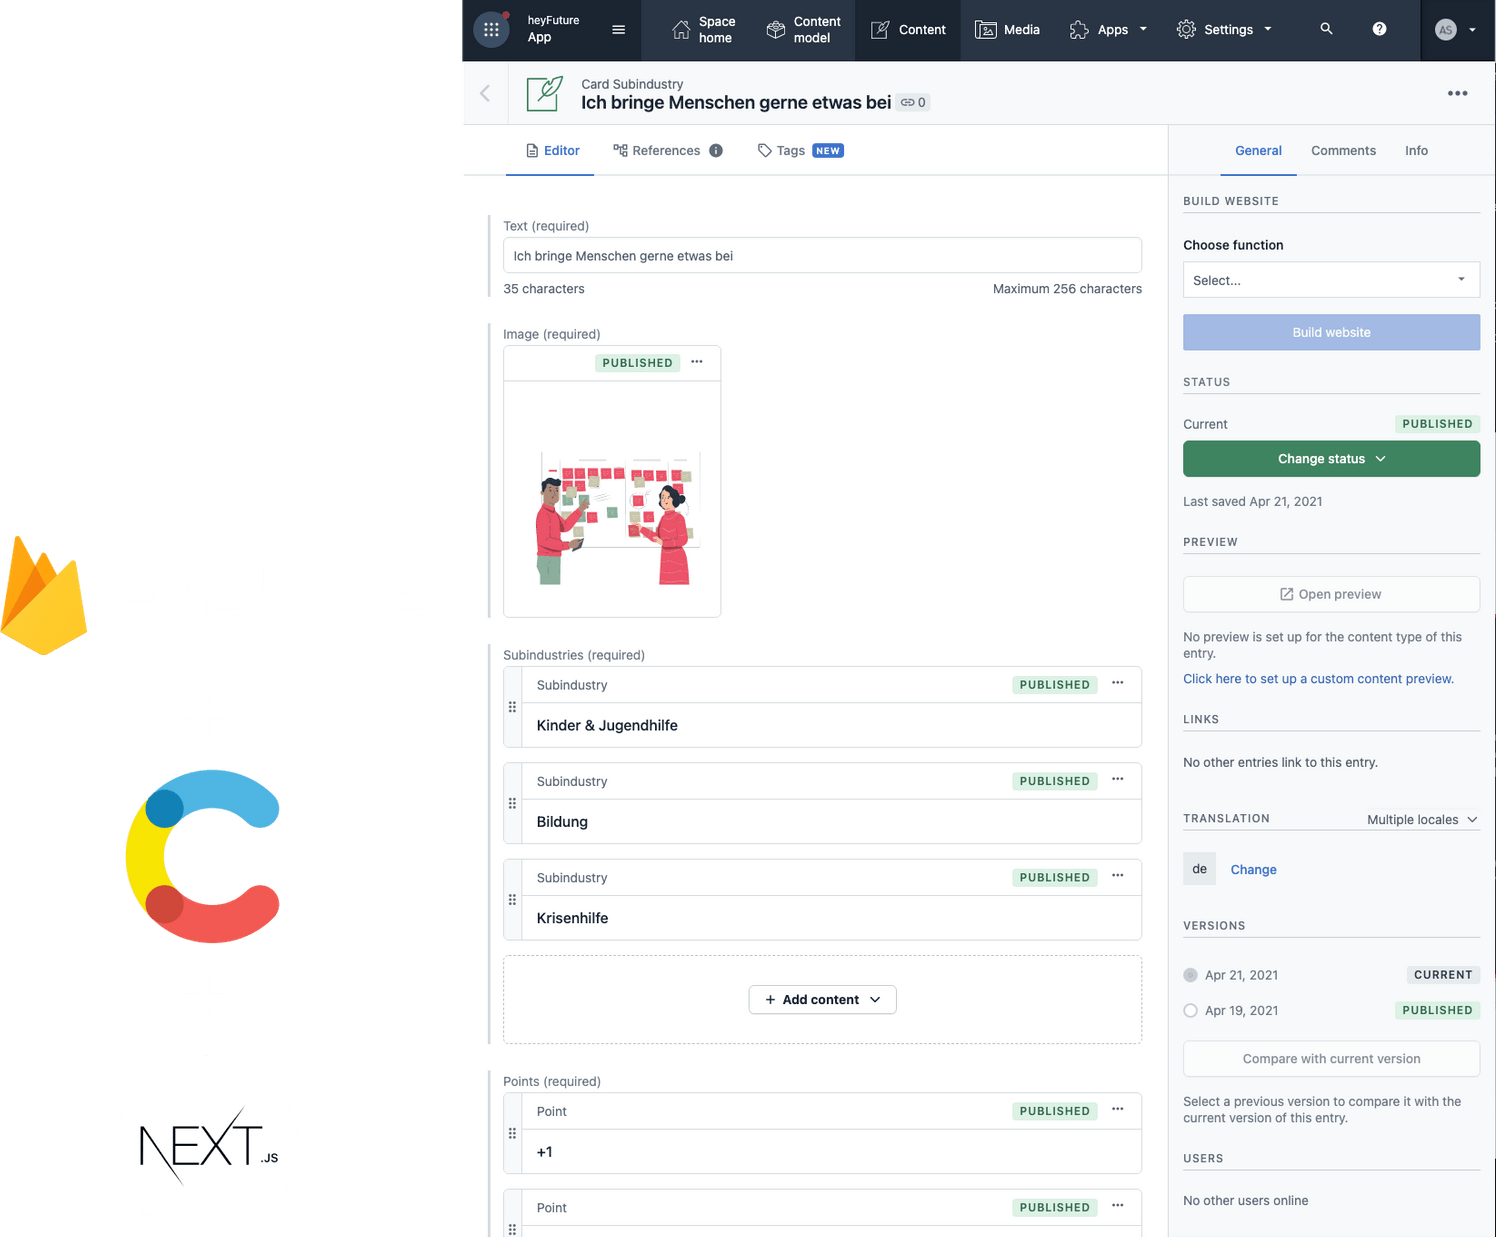 heyFuture
App
Space
home
Content
model
Content
Media
Apps
Settings
AS
Card Subindustry
Ich bringe Menschen gerne etwas bei
0
Editor
References
Tags NEW
General
Comments
Info
Text (required)
Ich bringe Menschen gerne etwas bei
35 characters
Maximum 256 characters
Image (required)
PUBLISHED
Subindustries (required)
Subindustry
PUBLISHED
Kinder & Jugendhilfe
Subindustry
PUBLISHED
Bildung
Subindustry
PUBLISHED
Krisenhilfe
+ Add content
Points (required)
Point
PUBLISHED
+1
Point
PUBLISHED
BUILD WEBSITE
Choose function
Select...
Build website
STATUS
Current
PUBLISHED
Change status
Last saved Apr 21, 2021
PREVIEW
Open preview
No preview is set up for the content type of this
entry.
Click here to set up a custom content preview.
LINKS
No other entries link to this entry.
TRANSLATION
Multiple locales
de
Change
VERSIONS
Apr 21, 2021
CURRENT
Apr 19, 2021
PUBLISHED
Compare with current version
Select a previous version to compare it with the
current version of this entry.
USERS
No other users online
NEXT.JS